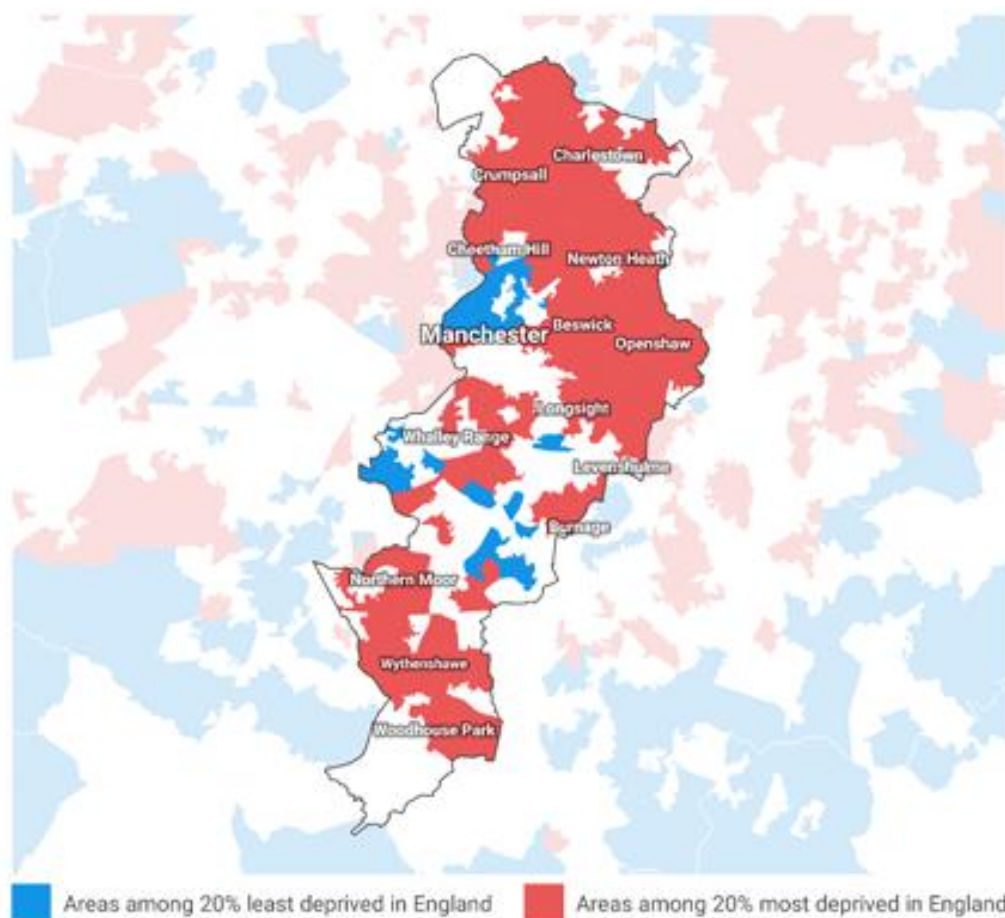 Charlestown
Crumpsall
Cheetham Hill
Newton Heath
Manchester
Beswick
Openshaw
Longsight
Whalley Range
Levenshulme
Burnage
Northern Moor
Wythenshawe
Woodhouse Park
Areas among 20% least deprived in England
Areas among 20% most deprived in England